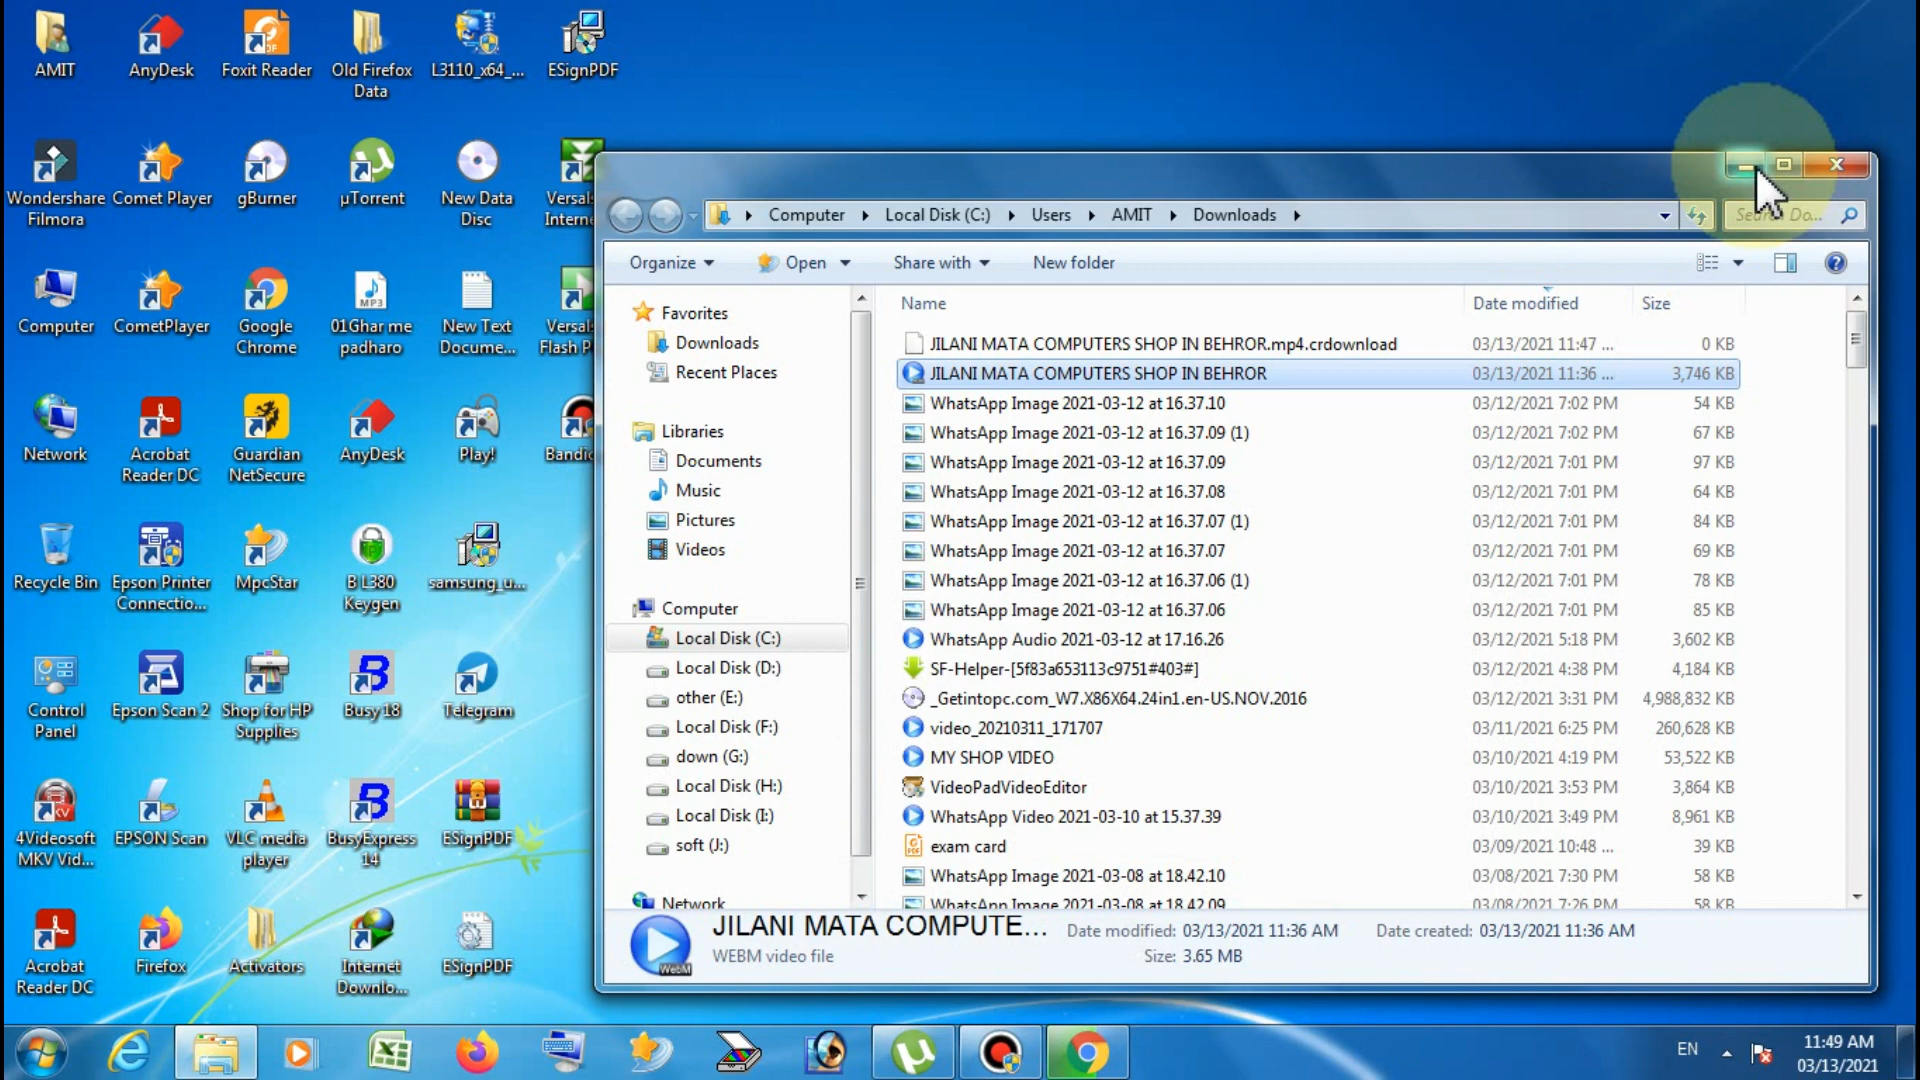 AMIT
AnyDesk
Foxit Reader
Old Firefox
Data
L3110_x64_...
ESignPDF
Wondershare
Filmora
Comet Player
gBurner
µTorrent
New Data
Disc
Computer
CometPlayer
Google
Chrome
MP3
01Ghar me
padharo
New Text
Docume...
Network
Acrobat
Reader DC
Guardian
NetSecure
AnyDesk
Play!
Recycle Bin
Epson Printer
Connectio...
MpcStar
B L380
Keygen
samsung_u...
Control
Panel
Epson Scan 2
Shop for HP
Supplies
Busy18
Telegram
4Videosoft
MKV Vid...
EPSON Scan
VLC media
player
BusyExpress
14
ESignPDF
Acrobat
Reader DC
Firefox
Activators
Internet
Downlo...
ESignPDF
Computer Local Disk (C:) Users AMIT Downloads
Organize Open Share with New folder
Favorites
Downloads
Recent Places
Libraries
Documents
Music
Pictures
Videos
Computer
Local Disk (C:)
Local Disk (D:)
other (E:)
Local Disk (F:)
down (G:)
Local Disk (H:)
Local Disk (I:)
soft (J:)
Network
Name Date modified Size
JILANI MATA COMPUTERS SHOP IN BEHROR.mp4.crdownload 03/13/2021 11:47 ... 0 KB
JILANI MATA COMPUTERS SHOP IN BEHROR 03/13/2021 11:36 ... 3,746 KB
WhatsApp Image 2021-03-12 at 16.37.10 03/12/2021 7:02 PM 54 KB
WhatsApp Image 2021-03-12 at 16.37.09 (1) 03/12/2021 7:02 PM 67 KB
WhatsApp Image 2021-03-12 at 16.37.09 03/12/2021 7:01 PM 97 KB
WhatsApp Image 2021-03-12 at 16.37.08 03/12/2021 7:01 PM 64 KB
WhatsApp Image 2021-03-12 at 16.37.07 (1) 03/12/2021 7:01 PM 84 KB
WhatsApp Image 2021-03-12 at 16.37.07 03/12/2021 7:01 PM 69 KB
WhatsApp Image 2021-03-12 at 16.37.06 (1) 03/12/2021 7:01 PM 78 KB
WhatsApp Image 2021-03-12 at 16.37.06 03/12/2021 7:01 PM 85 KB
WhatsApp Audio 2021-03-12 at 17.16.26 03/12/2021 5:18 PM 3,602 KB
SF-Helper-[5f83a653113c9751#403#] 03/12/2021 4:38 PM 4,184 KB
_Getintopc.com_W7.X86X64.24in1.en-US.NOV.2016 03/12/2021 3:31 PM 4,988,832 KB
video_20210311_171707 03/11/2021 6:25 PM 260,628 KB
MY SHOP VIDEO 03/10/2021 4:19 PM 53,522 KB
VideoPadVideoEditor 03/10/2021 3:53 PM 3,864 KB
WhatsApp Video 2021-03-10 at 15.37.39 03/10/2021 3:49 PM 8,961 KB
exam card 03/09/2021 10:48 ... 39 KB
WhatsApp Image 2021-03-08 at 18.42.10 03/08/2021 7:30 PM 58 KB
WhatsApp Image 2021-03-08 at 18.42.09 03/08/2021 7:26 PM 58 KB
JILANI MATA COMPUTE... Date modified: 03/13/2021 11:36 AM Date created: 03/13/2021 11:36 AM
WEBM video file Size: 3.65 MB
WebM
EN
11:49 AM
03/13/2021